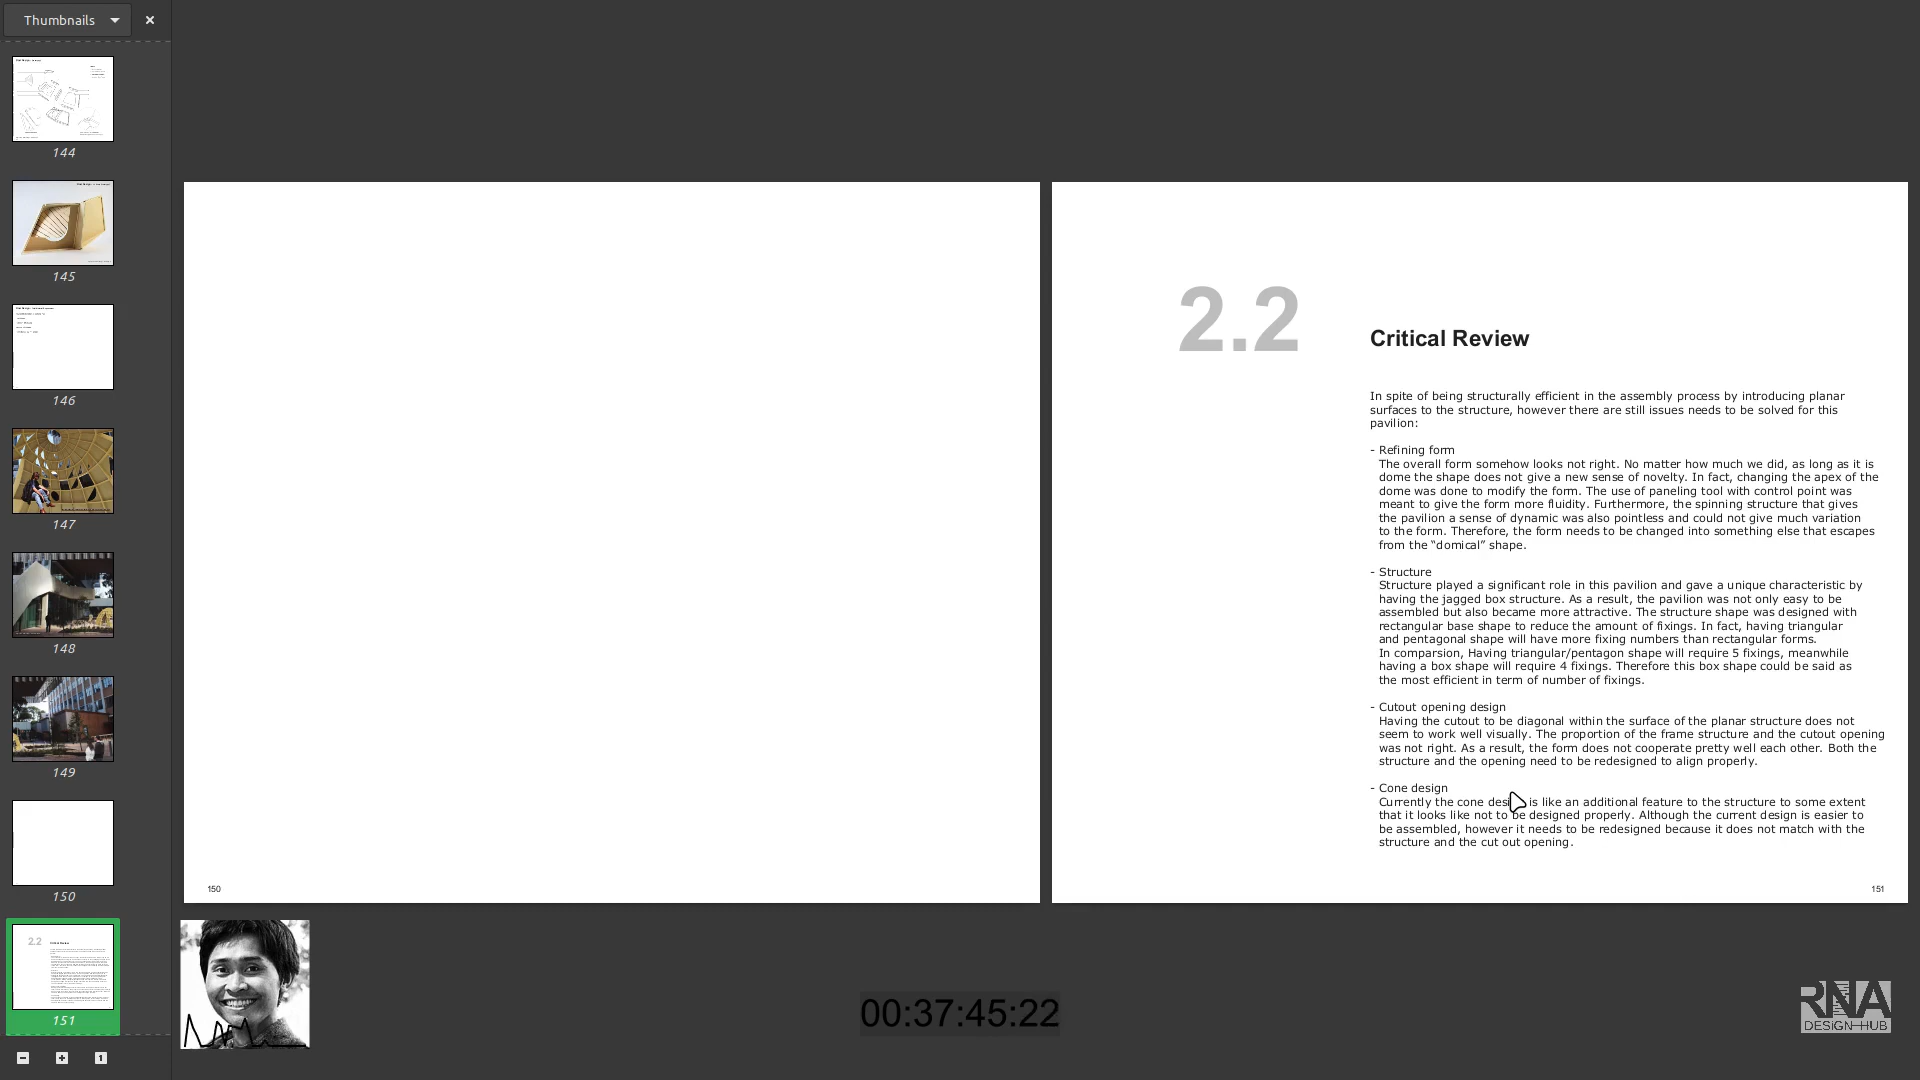 Thumbnails
144
145
146
147
148
149
150
151
2.2
Critical Review
In spite of being structurally efficient in the assembly process by introducing planar
surfaces to the structure, however there are still issues needs to be solved for this
pavilion:
- Refining form
The overall form somehow looks not right. No matter how much we did, as long as it is
dome the shape does not give a new sense of novelty. In fact, changing the apex of the
dome was done to modify the form. The use of paneling tool with control point was
meant to give the form more fluidity. Furthermore, the spinning structure that gives
the pavilion a sense of dynamic was also pointless and could not give much variation
to the form. Therefore, the form needs to be changed into something else that escapes
from the “domical” shape.
- Structure
Structure played a significant role in this pavilion and gave a unique characteristic by
having the jagged box structure. As a result, the pavilion was not only easy to be
assembled but also became more attractive. The structure shape was designed with
rectangular base shape to reduce the amount of fixings. In fact, having triangular
and pentagonal shape will have more fixing numbers than rectangular forms.
In comparsion, Having triangular/pentagon shape will require 5 fixings, meanwhile
having a box shape will require 4 fixings. Therefore this box shape could be said as
the most efficient in term of number of fixings.
- Cutout opening design
Having the cutout to be diagonal within the surface of the planar structure does not
seem to work well visually. The proportion of the frame structure and the cutout opening
was not right. As a result, the form does not cooperate pretty well each other. Both the
structure and the opening need to be redesigned to align properly.
- Cone design
Currently the cone desi is like an additional feature to the structure to some extent
that it looks like not to be designed properly. Although the current design is easier to
be assembled, however it needs to be redesigned because it does not match with the
structure and the cut out opening.
150
151
2.2
00:37:45:22
RNA
DESIGN-HUB
1